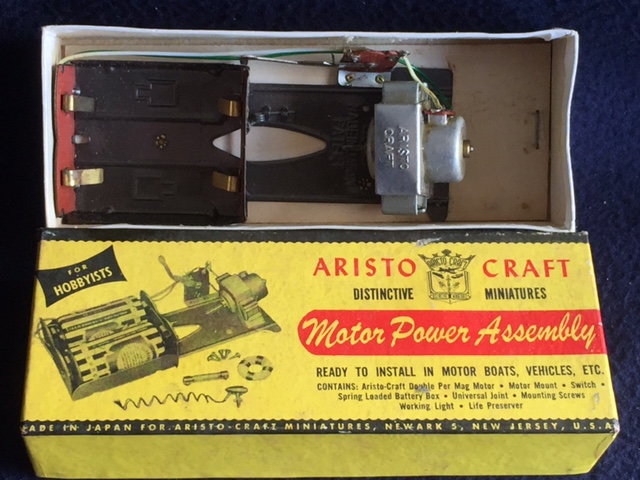 ARISTO
CRAFT
FOR
HOBBYISTS
ARISTO CRAFT
ARISTO CRAFT
DISTINCTIVE MINIATURES
Motor Power Assembly
READY TO INSTALL IN MOTOR BOATS, VEHICLES, ETC.
CONTAINS: Aristo-Craft Double Per Mag Motor • Motor Mount • Switch •
Spring Loaded Battery Box • Universal Joint • Mounting Screws
Working Light • Life Preserver
ADE IN JAPAN FOR ARISTO-CRAFT MINIATURES, NEWARK 5, NEW JERSEY, U.S.A.